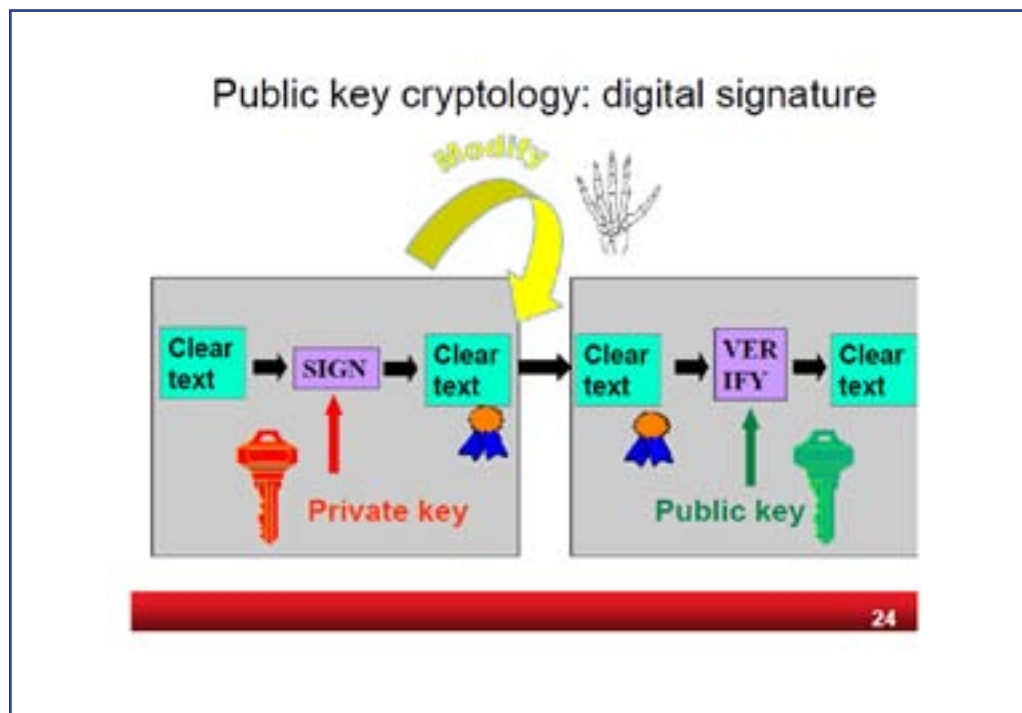 Public key cryptology: digital signature
Modify
Clear
text
SIGN
Clear
text
Clear
text
VER
IFY
Clear
text
Private key
Public key
24